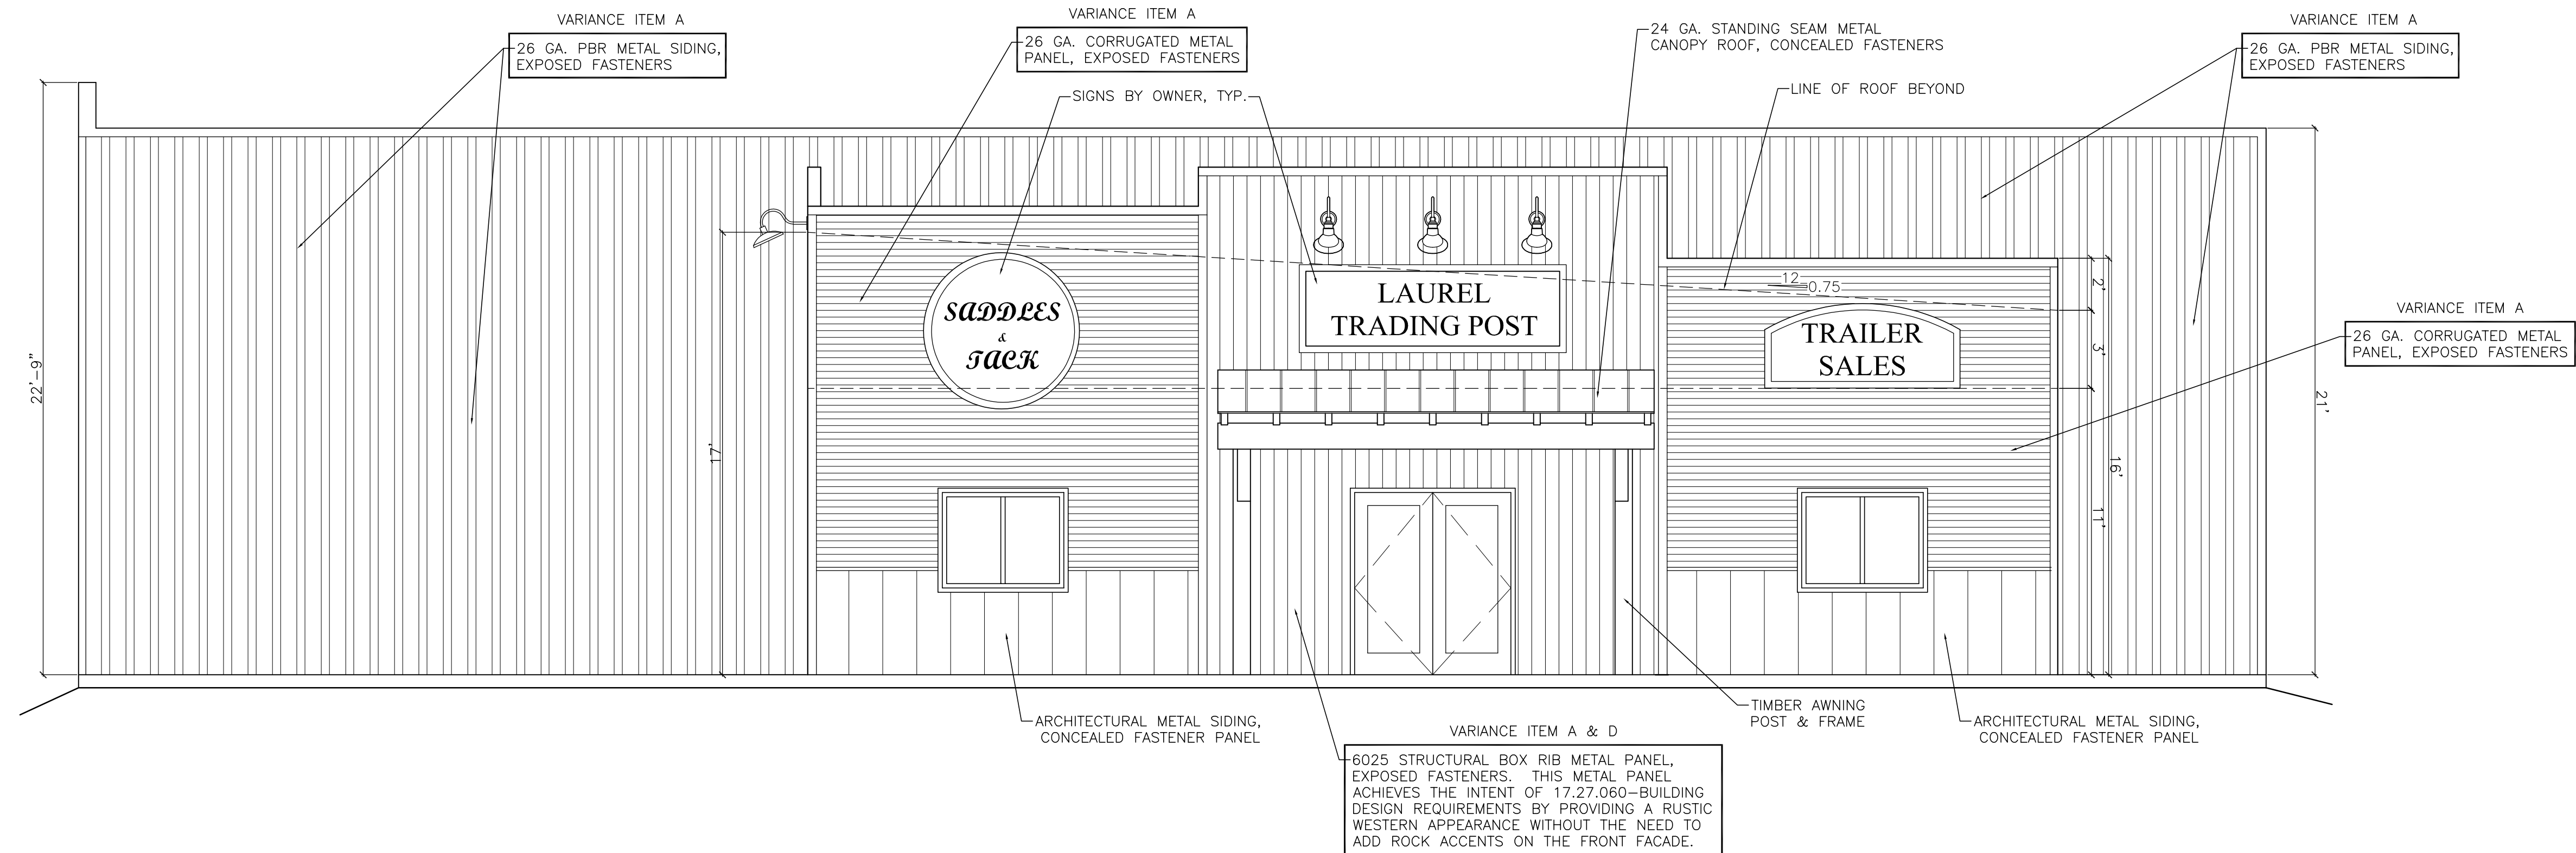 VARIANCE ITEM A
26 GA. PBR METAL SIDING,
EXPOSED FASTENERS
VARIANCE ITEM A
26 GA. CORRUGATED METAL
PANEL, EXPOSED FASTENERS
SIGNS BY OWNER, TYP.
24 GA. STANDING SEAM METAL
CANOPY ROOF, CONCEALED FASTENERS
LINE OF ROOF BEYOND
VARIANCE ITEM A
26 GA. PBR METAL SIDING,
EXPOSED FASTENERS
VARIANCE ITEM A
26 GA. CORRUGATED METAL
PANEL, EXPOSED FASTENERS
22'-9"
17'
SADDLES
&
TACK
LAUREL
TRADING POST
12
0.75
TRAILER
SALES
2'
3'
11'
16'
21'
ARCHITECTURAL METAL SIDING,
CONCEALED FASTENER PANEL
VARIANCE ITEM A & D
6025 STRUCTURAL BOX RIB METAL PANEL,
EXPOSED FASTENERS. THIS METAL PANEL
ACHIEVES THE INTENT OF 17.27.060-BUILDING
DESIGN REQUIREMENTS BY PROVIDING A RUSTIC
WESTERN APPEARANCE WITHOUT THE NEED TO
ADD ROCK ACCENTS ON THE FRONT FACADE.
TIMBER AWNING
POST & FRAME
ARCHITECTURAL METAL SIDING,
CONCEALED FASTENER PANEL